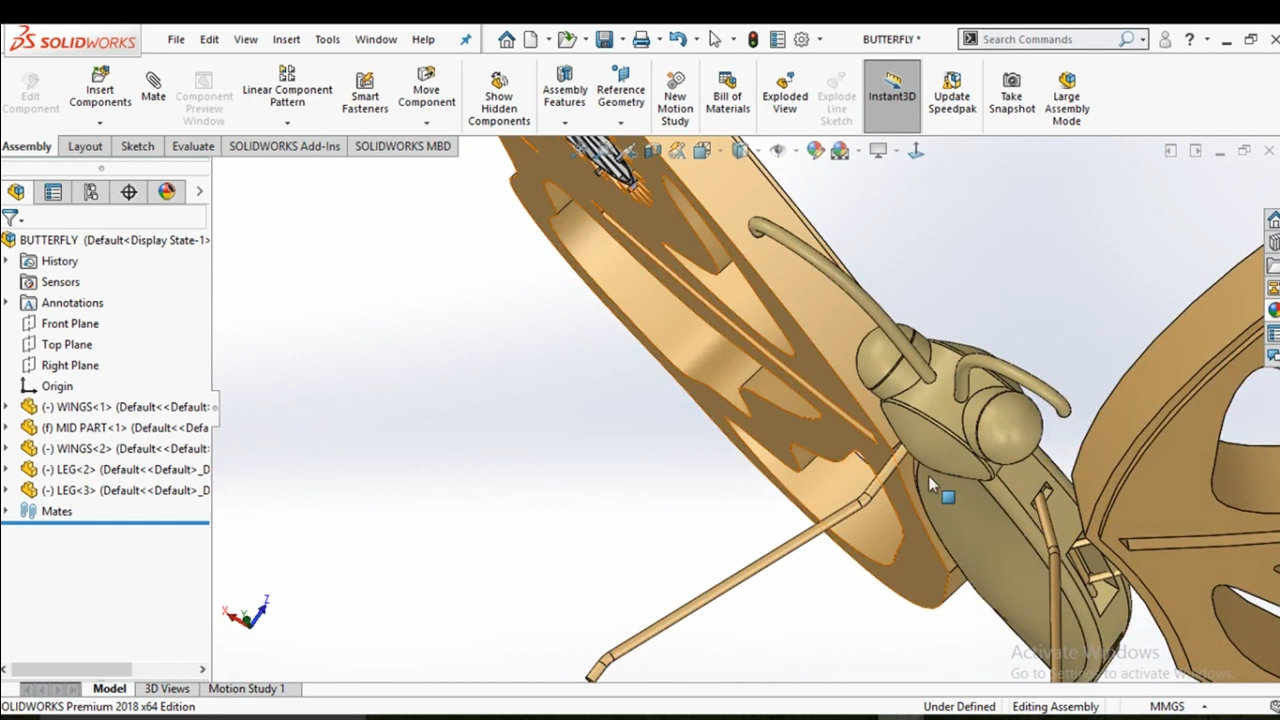 SOLIDWORKS File Edit View Insert Tools Window Help BUTTERFLY * Search Commands ?
Edit Component
Insert Components
Mate
Component Preview Window
Linear Component Pattern
Smart Fasteners
Move Component
Show Hidden Components
Assembly Features
Reference Geometry
New Motion Study
Bill of Materials
Exploded View
Explode Line Sketch
Instant3D
Update Speedpak
Take Snapshot
Large Assembly Mode
Assembly Layout Sketch Evaluate SOLIDWORKS Add-Ins SOLIDWORKS MBD
BUTTERFLY (Default<Display State-1>
History
Sensors
Annotations
Front Plane
Top Plane
Right Plane
Origin
(-) WINGS<1> (Default<<Default:
(f) MID PART<1> (Default<<Defa
(-) WINGS<2> (Default<<Default:
(-) LEG<2> (Default<<Default>_D
(-) LEG<3> (Default<<Default>_D
Mates
X Y Z
Activate Windows
Go to Settings to activate Windows.
Model 3D Views Motion Study 1
OLIDWORKS Premium 2018 x64 Edition Under Defined Editing Assembly MMGS